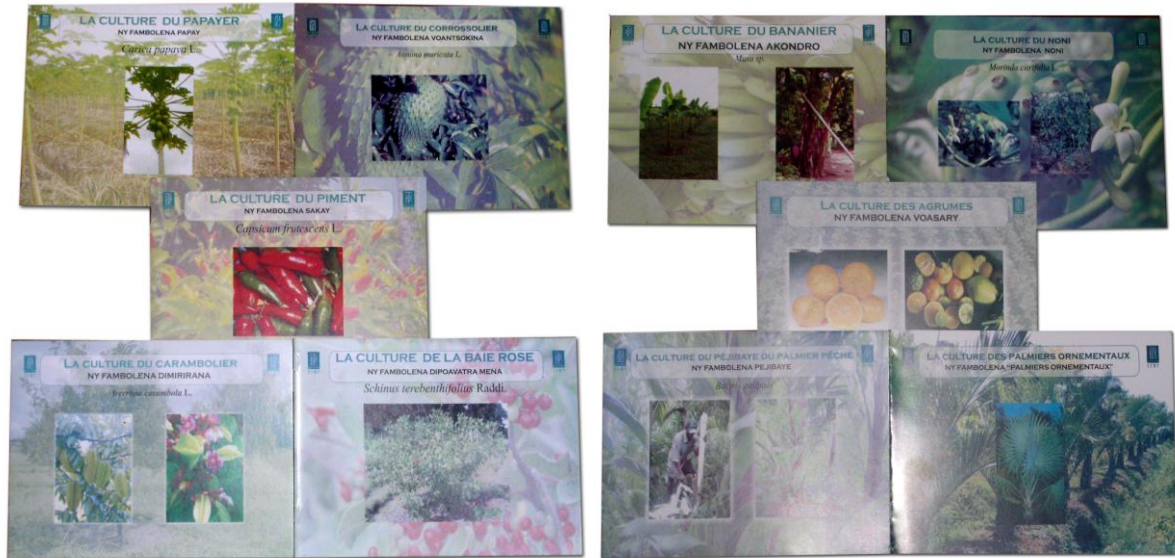 LA CULTURE DU PAPAYER
NY FAMBOLENA PAPAY
Carica papaya L.
LA CULTURE DU CORROSSOLIER
NY FAMBOLENA VOANTSOKINA
Annona muricata L.
LA CULTURE DU PIMENT
NY FAMBOLENA SAKAY
Capsicum frutescens L.
LA CULTURE DU CARAMBOLIER
NY FAMBOLENA DIMIRIRANA
Averrhoa carambola L.
LA CULTURE DE LA BAIE ROSE
NY FAMBOLENA DIPOAVATRA MENA
Schinus terebenthifolius Raddi.
LA CULTURE DU BANANIER
NY FAMBOLENA AKONDRO
Musa sp.
LA CULTURE DU NONI
NY FAMBOLENA NONI
Morinda
LA CULTURE DES AGRUMES
NY FAMBOLENA VOASARY
LA CULTURE DU PEJIBAYE DU PALMIER PÊCHE
NY FAMBOLENA PEJIBAYE
Bactris gasipaes
LA CULTURE DES PALMIERS ORNEMENTAUX
NY FAMBOLENA "PALMIERS ORNEMENTAUX"